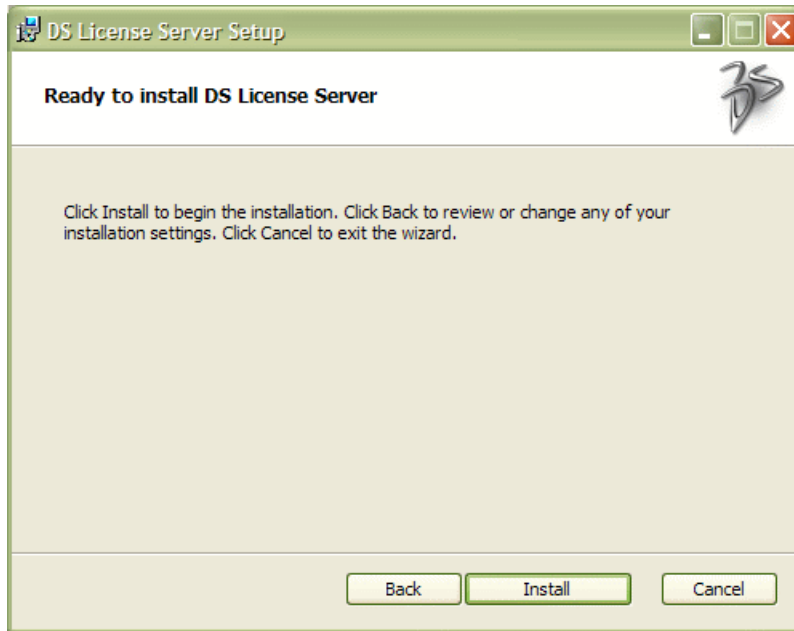 DS License Server Setup
Ready to install DS License Server
Click Install to begin the installation. Click Back to review or change any of your
installation settings. Click Cancel to exit the wizard.
Back Install Cancel